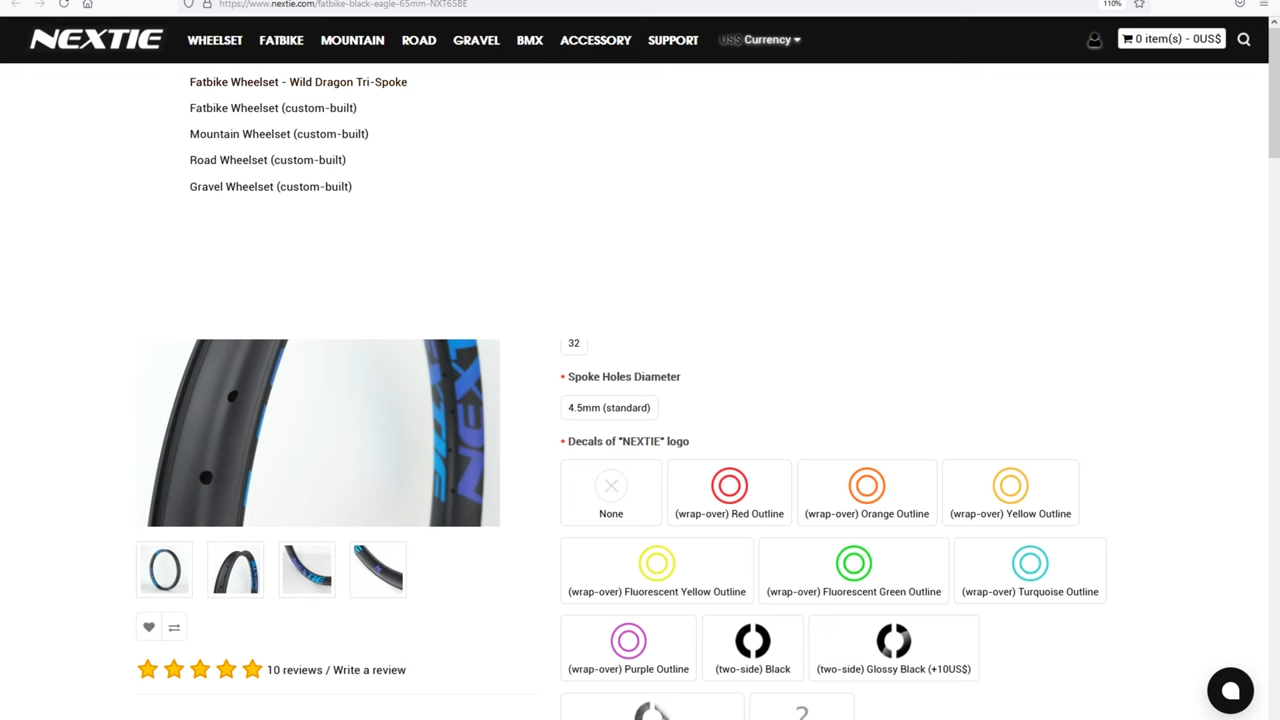 110%
https://www.nextie.com/fatbike-black-eagle-65mm-NXT65BE
NEXTIE WHEELSET FATBIKE MOUNTAIN ROAD GRAVEL BMX ACCESSORY SUPPORT US$ Currency 0 item(s) - 0US$
Fatbike Wheelset - Wild Dragon Tri-Spoke
Fatbike Wheelset (custom-built)
Mountain Wheelset (custom-built)
Road Wheelset (custom-built)
Gravel Wheelset (custom-built)
32
• Spoke Holes Diameter
4.5mm (standard)
• Decals of "NEXTIE" logo
None (wrap-over) Red Outline (wrap-over) Orange Outline (wrap-over) Yellow Outline
(wrap-over) Fluorescent Yellow Outline (wrap-over) Fluorescent Green Outline (wrap-over) Turquoise Outline
(wrap-over) Purple Outline (two-side) Black (two-side) Glossy Black (+10US$)
?
10 reviews / Write a review